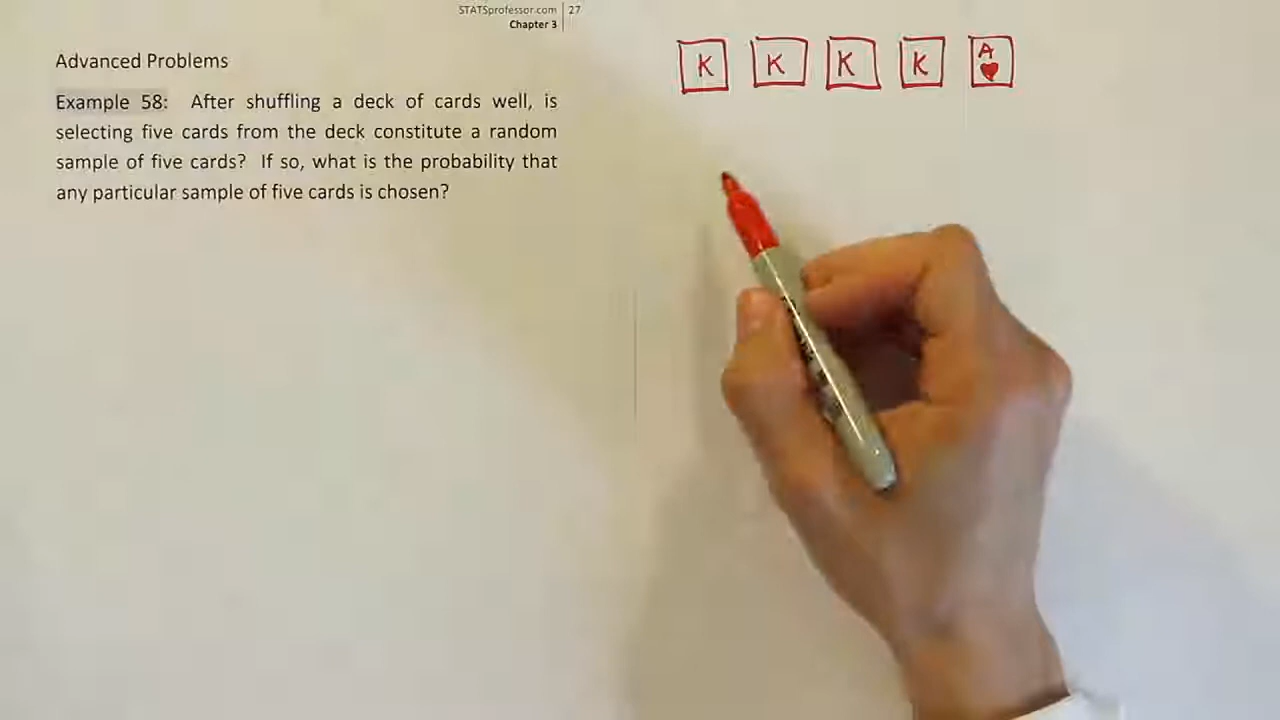 STATSprofessor.com 27
Chapter 3
Advanced Problems
Example 58: After shuffling a deck of cards well, is
selecting five cards from the deck constitute a random
sample of five cards? If so, what is the probability that
any particular sample of five cards is chosen?
K K K K A